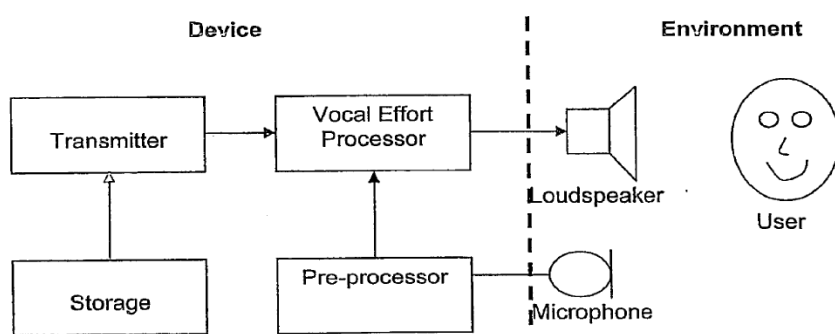 Device
Environment
Transmitter
Vocal Effort
Processor
Loudspeaker
User
Storage
Pre-processor
Microphone